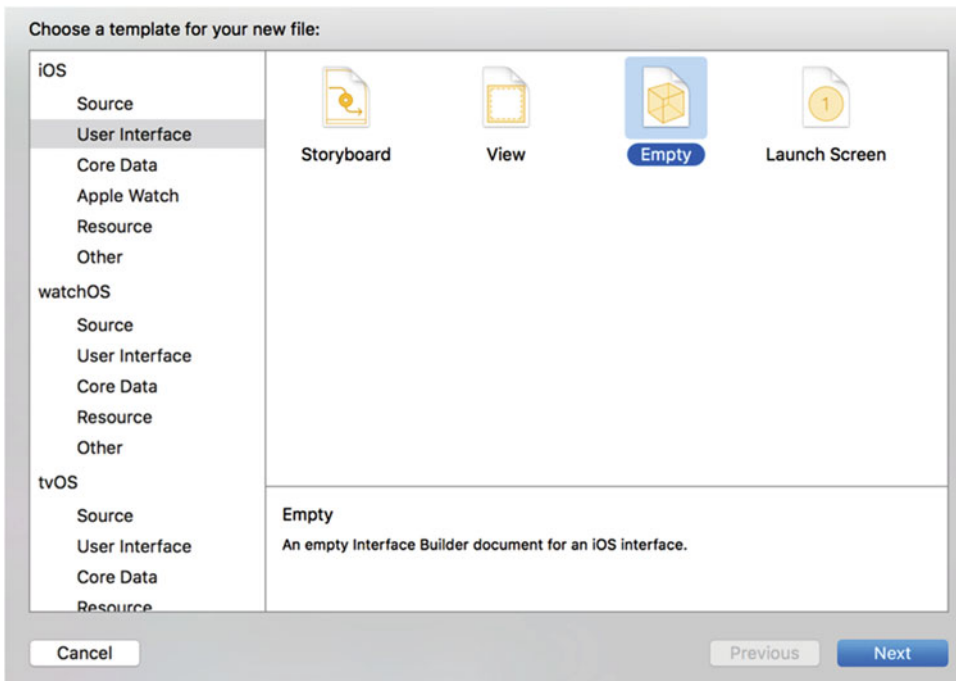 Choose a template for your new file:
iOS
Source
User Interface
Core Data
Apple Watch
Resource
Other
watchOS
Source
User Interface
Core Data
Resource
Other
tvOS
Source
User Interface
Core Data
Resource
Storyboard
View
Empty
1
Launch Screen
Empty
An empty Interface Builder document for an iOS interface.
Cancel
Previous
Next